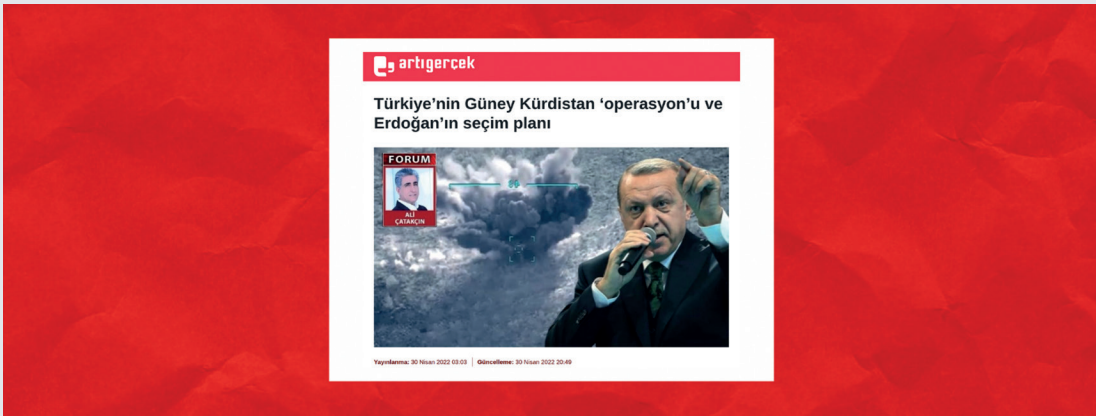 artıgerçek
Türkiye’nin Güney Kürdistan ‘operasyon’u ve
Erdoğan’ın seçim planı
FORUM
ALİ
ÇATAKÇIN
Yayınlanma: 30 Nisan 2022 03:03 | Güncelleme: 30 Nisan 2022 20:49